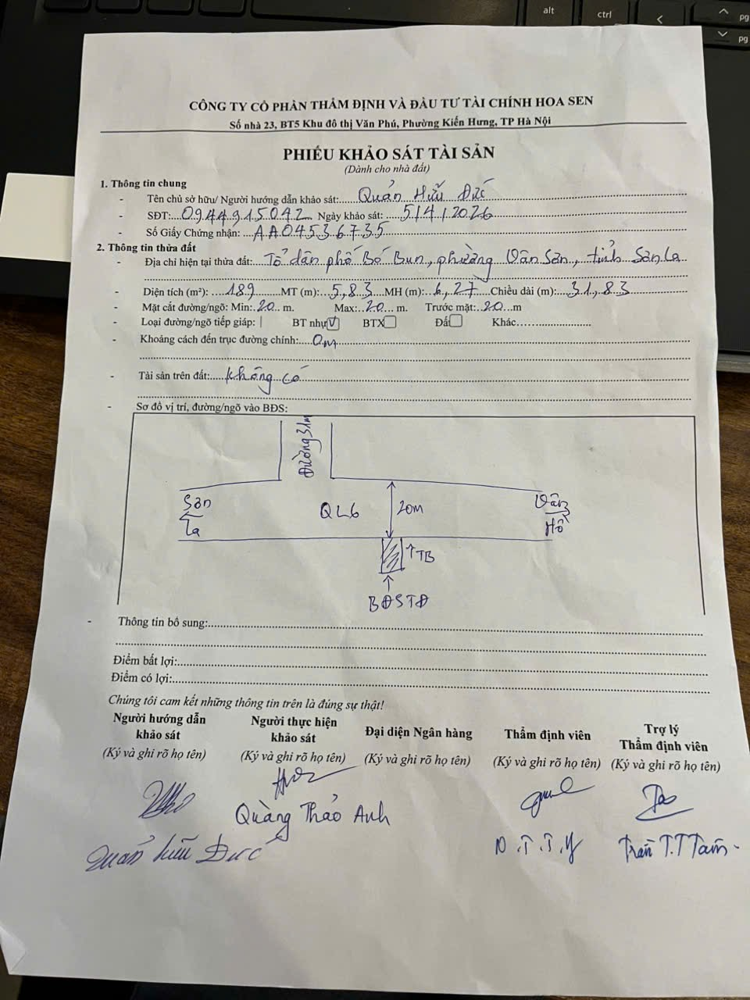 alt
ctrl
<
^ pg
pg
CÔNG TY CỔ PHẦN THẨM ĐỊNH VÀ ĐẦU TƯ TÀI CHÍNH HOA SEN
Số nhà 23, BT5 Khu đô thị Văn Phú, Phường Kiến Hưng, TP Hà Nội
PHIẾU KHẢO SÁT TÀI SẢN
(Dành cho nhà đất)
1. Thông tin chung
- Tên chủ sở hữu/ Người hướng dẫn khảo sát: Quản Hữu Đức
- SĐT: 0944915042 Ngày khảo sát: 5/4/2026
- Số Giấy Chứng nhận: AA04536735
2. Thông tin thửa đất
- Địa chỉ hiện tại thửa đất: Tổ dân phố Bó Bun, phường Vân Sơn, tỉnh Sơn La
- Diện tích (m²): 189 MT (m): 5,83 MH (m): 6,27 Chiều dài (m): 31,83
- Mặt cắt đường/ngõ: Min: 20 m. Max: 20 m. Trước mặt: 20 m
- Loại đường/ngõ tiếp giáp: | BT nhựa ☑ BTX ☐ Đất ☐ Khác
- Khoảng cách đến trục đường chính: 0m
- Tài sản trên đất: Không có
- Sơ đồ vị trí, đường/ngõ vào BĐS:
Đường 31m
Sơn La
QL6
20m
Vân Hồ
↑TB
BĐSTĐ
- Thông tin bổ sung:
Điểm bất lợi:
Điểm có lợi:
Chúng tôi cam kết những thông tin trên là đúng sự thật!
Người hướng dẫn khảo sát
(Ký và ghi rõ họ tên)
Quản Hữu Đức
Người thực hiện khảo sát
(Ký và ghi rõ họ tên)
Quàng Thảo Anh
Đại diện Ngân hàng
(Ký và ghi rõ họ tên)
Thẩm định viên
(Ký và ghi rõ họ tên)
N.T.T.Y
Trợ lý Thẩm định viên
(Ký và ghi rõ họ tên)
Trần T.T Tâm